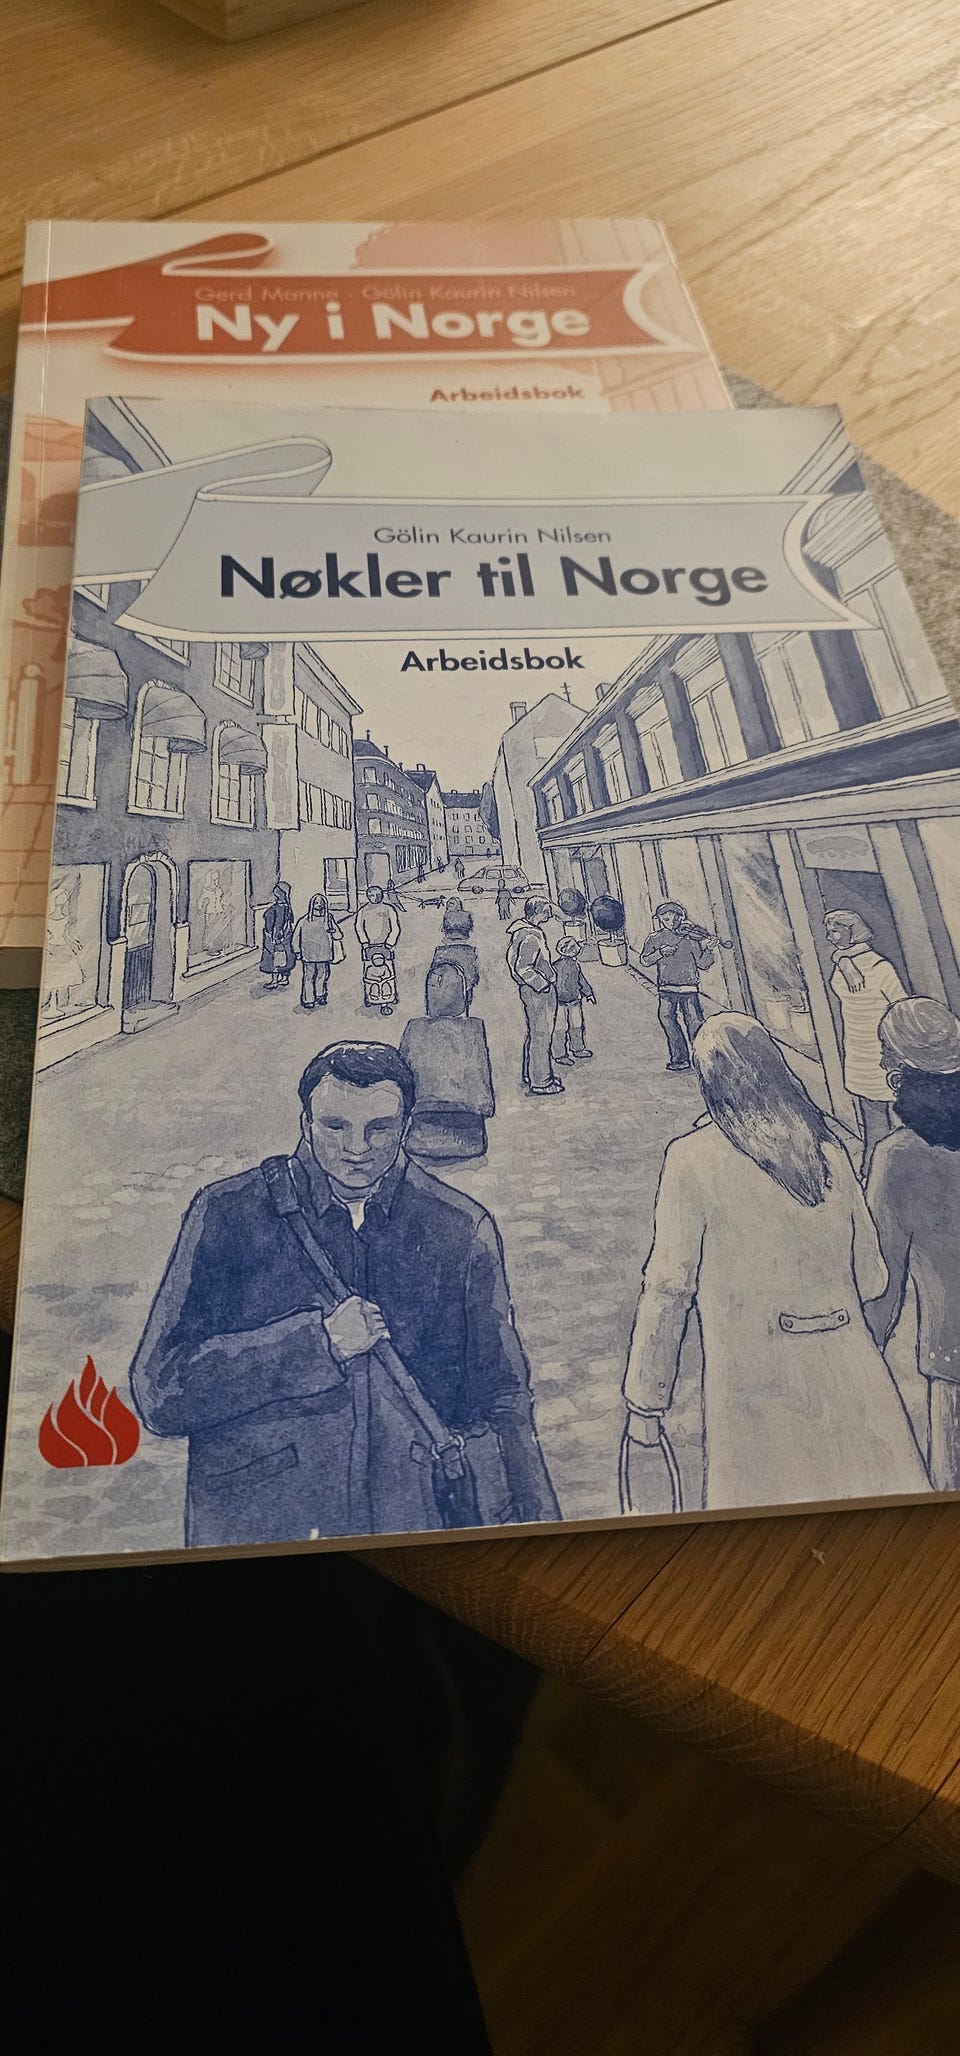 Gerd Manne · Gölin Kaurin Nilsen
Ny i Norge
Arbeidsbok
Gölin Kaurin Nilsen
Nøkler til Norge
Arbeidsbok